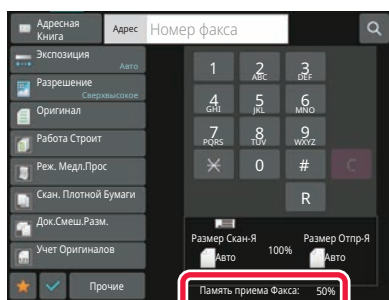 Адресная
Книга
Адрес
Номер факса
Экспозиция
Авто
Разрешение
Сверхвысокое
Оригинал
Работа Строит
Реж. Медл.Прос
Скан. Плотной Бумаги
Док.Смеш.Разм.
Учет Оригиналов
Прочие
1
2
ABC
3
DEF
4
GHI
5
JKL
6
MNO
7
PQRS
8
TUV
9
WXYZ
0
#
C
R
Размер Скан-Я
Авто
100%
Размер Отпр-Я
Авто
Память приема Факса: 50%